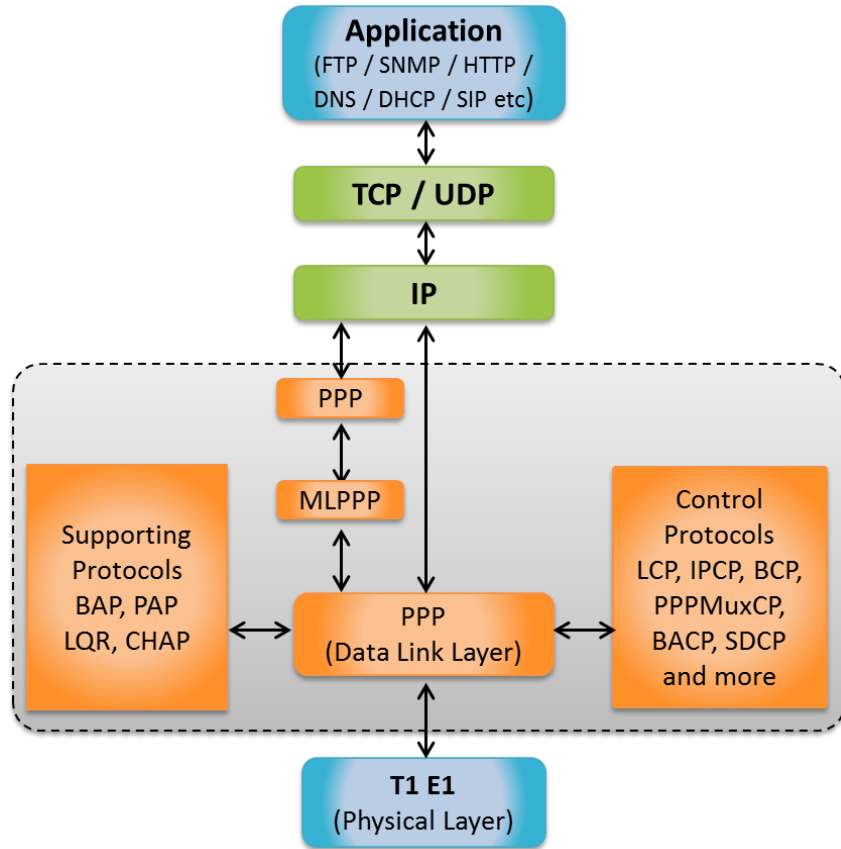 Application
(FTP / SNMP / HTTP /
DNS / DHCP / SIP etc)
TCP / UDP
IP
PPP
MLPPP
Supporting
Protocols
BAP, PAP
LQR, CHAP
PPP
(Data Link Layer)
Control
Protocols
LCP, IPCP, BCP,
PPPMuxCP,
BACP, SDCP
and more
T1 E1
(Physical Layer)